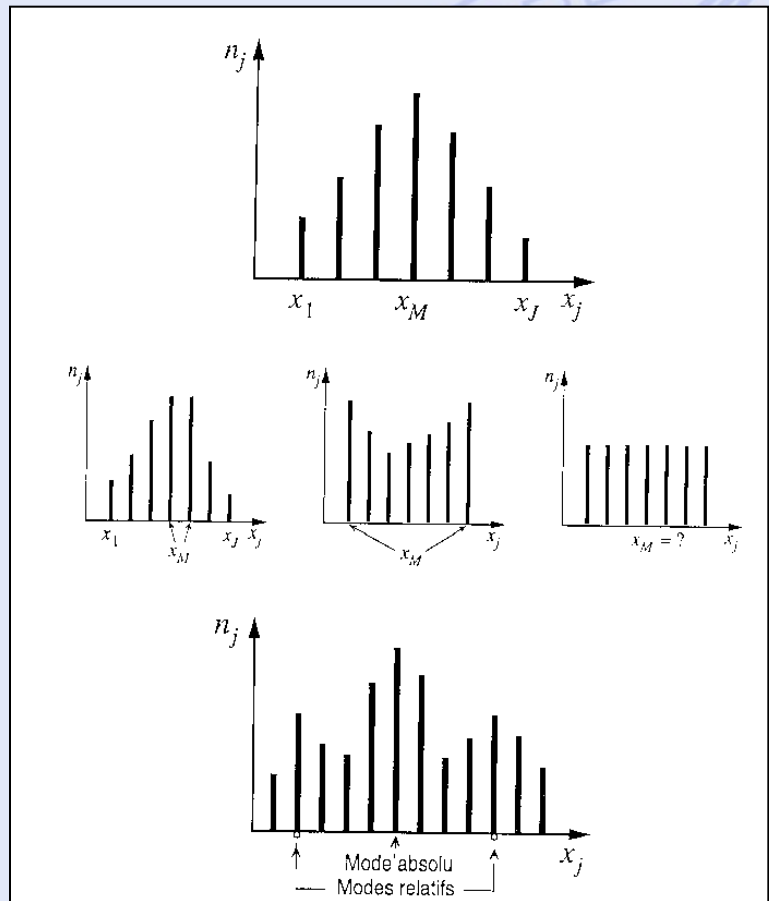 n_j
x_1 x_M x_J x_j
n_j
x_1 x_M x_J x_j
n_j
x_M x_j
n_j
x_M = ? x_j
n_j
x_j
Mode absolu
Modes relatifs